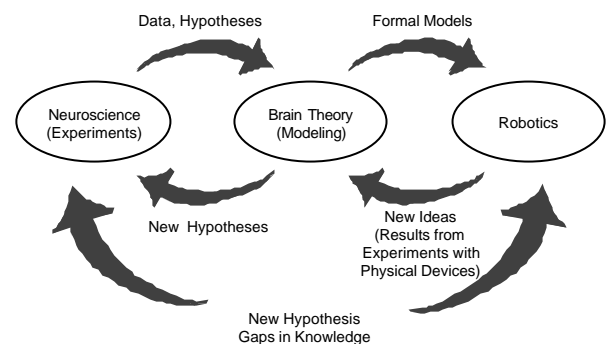 Data, Hypotheses
Formal Models
Neuroscience
(Experiments)
Brain Theory
(Modeling)
Robotics
New Hypotheses
New Ideas
(Results from
Experiments with
Physical Devices)
New Hypothesis
Gaps in Knowledge